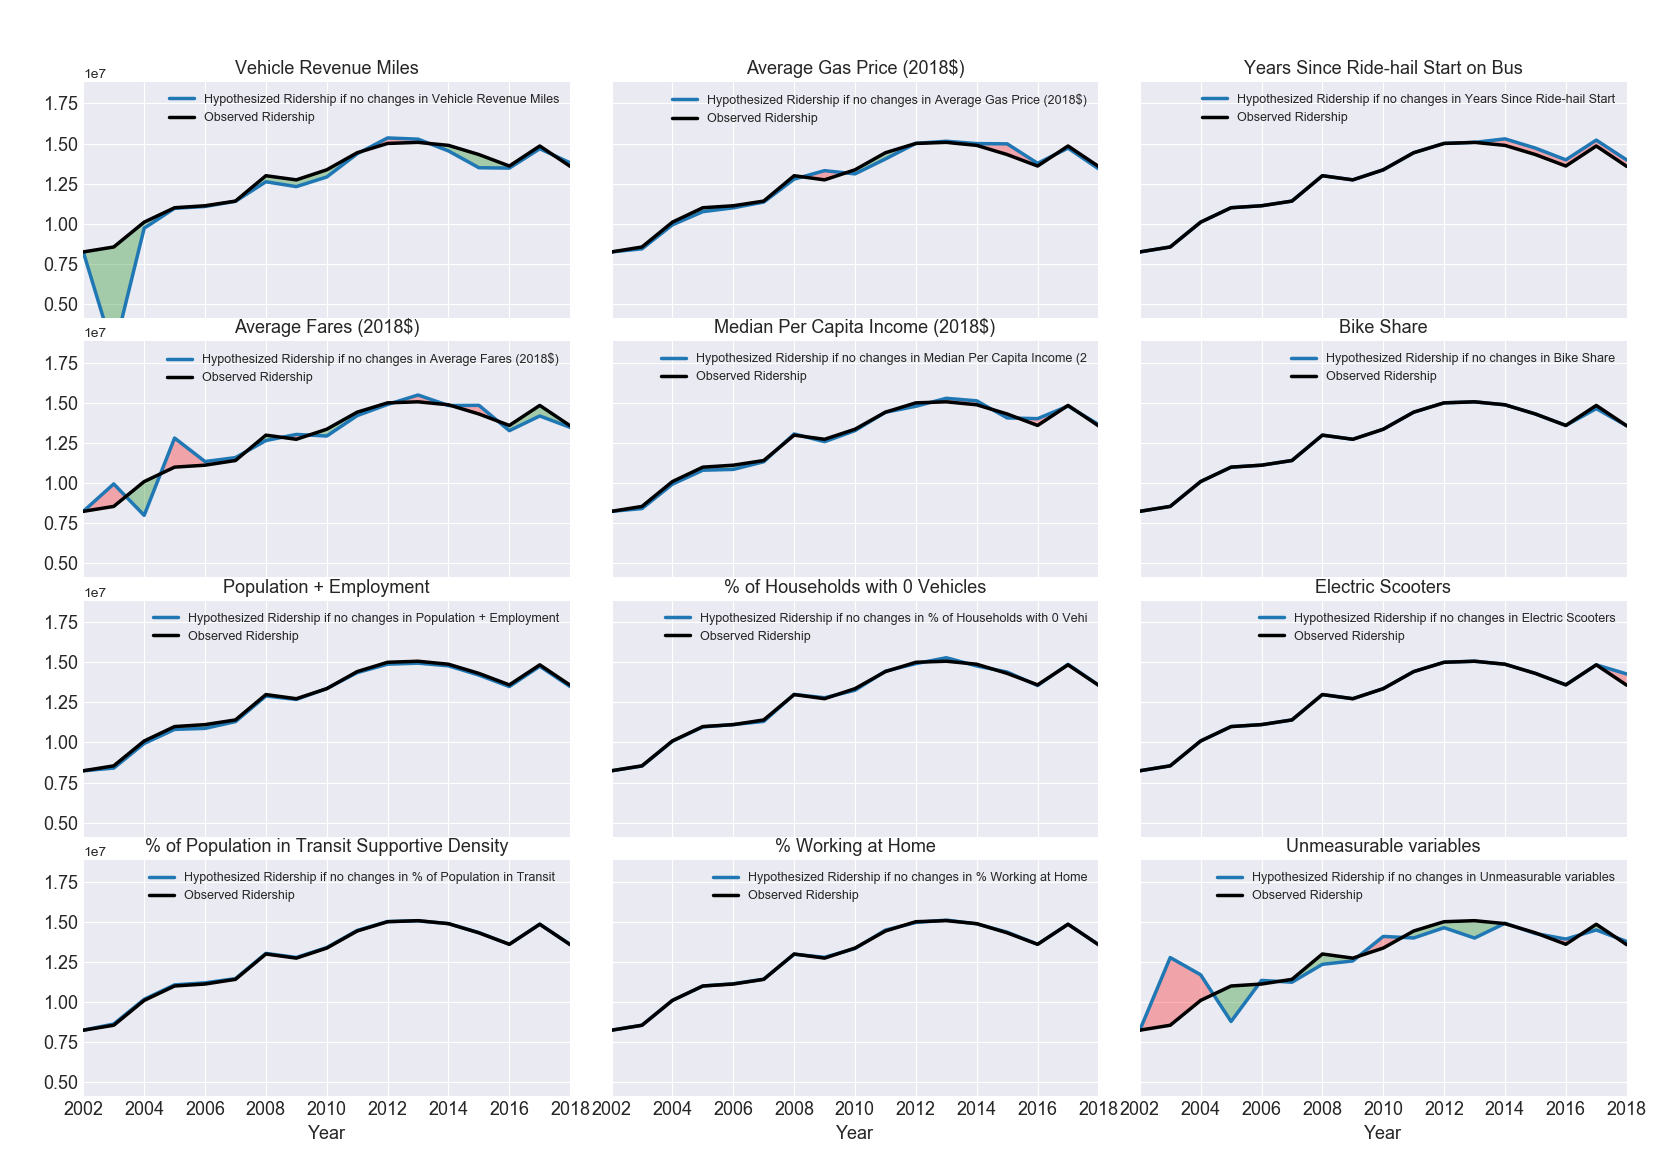 Vehicle Revenue Miles
1e7
Hypothesized Ridership if no changes in Vehicle Revenue Miles
Observed Ridership
1.75
1.50
1.25
1.00
0.75
0.50
Average Gas Price (2018$)
Hypothesized Ridership if no changes in Average Gas Price (2018$)
Observed Ridership
Years Since Ride-hail Start on Bus
Hypothesized Ridership if no changes in Years Since Ride-hail Start
Observed Ridership
Average Fares (2018$)
1e7
Hypothesized Ridership if no changes in Average Fares (2018$)
Observed Ridership
1.75
1.50
1.25
1.00
0.75
0.50
Median Per Capita Income (2018$)
Hypothesized Ridership if no changes in Median Per Capita Income (2
Observed Ridership
Bike Share
Hypothesized Ridership if no changes in Bike Share
Observed Ridership
Population + Employment
1e7
Hypothesized Ridership if no changes in Population + Employment
Observed Ridership
1.75
1.50
1.25
1.00
0.75
0.50
% of Households with 0 Vehicles
Hypothesized Ridership if no changes in % of Households with 0 Vehi
Observed Ridership
Electric Scooters
Hypothesized Ridership if no changes in Electric Scooters
Observed Ridership
% of Population in Transit Supportive Density
1e7
Hypothesized Ridership if no changes in % of Population in Transit
Observed Ridership
1.75
1.50
1.25
1.00
0.75
0.50
2002 2004 2006 2008 2010 2012 2014 2016 2018
Year
% Working at Home
Hypothesized Ridership if no changes in % Working at Home
Observed Ridership
2002 2004 2006 2008 2010 2012 2014 2016 2018
Year
Unmeasurable variables
Hypothesized Ridership if no changes in Unmeasurable variables
Observed Ridership
2002 2004 2006 2008 2010 2012 2014 2016 2018
Year